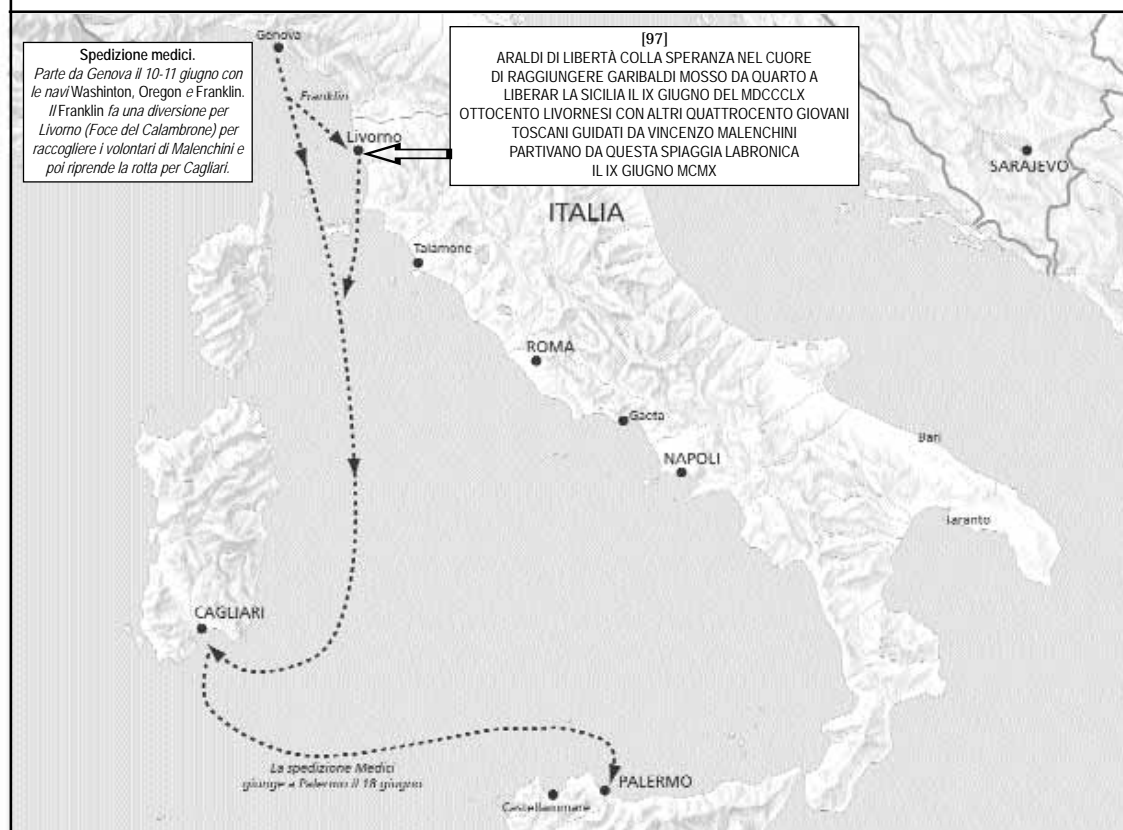 Spedizione medici.
Parte da Genova il 10-11 giugno con
le navi Washinton, Oregon e Franklin.
Il Franklin fa una diversione per
Livorno (Foce del Calambrone) per
raccogliere i volontari di Malenchini e
poi riprende la rotta per Cagliari.
[97]
ARALDI DI LIBERTÀ COLLA SPERANZA NEL CUORE
DI RAGGIUNGERE GARIBALDI MOSSO DA QUARTO A
LIBERAR LA SICILIA IL IX GIUGNO DEL MDCCCLX
OTTOCENTO LIVORNESI CON ALTRI QUATTROCENTO GIOVANI
TOSCANI GUIDATI DA VINCENZO MALENCHINI
PARTIVANO DA QUESTA SPIAGGIA LABRONICA
IL IX GIUGNO MCMX
Genova
Franklin
Livorno
SARAJEVO
ITALIA
Talamone
ROMA
Gaeta
Bari
NAPOLI
Taranto
CAGLIARI
La spedizione Medici
giunge a Palermo il 18 giugno
PALERMO
Castellammare